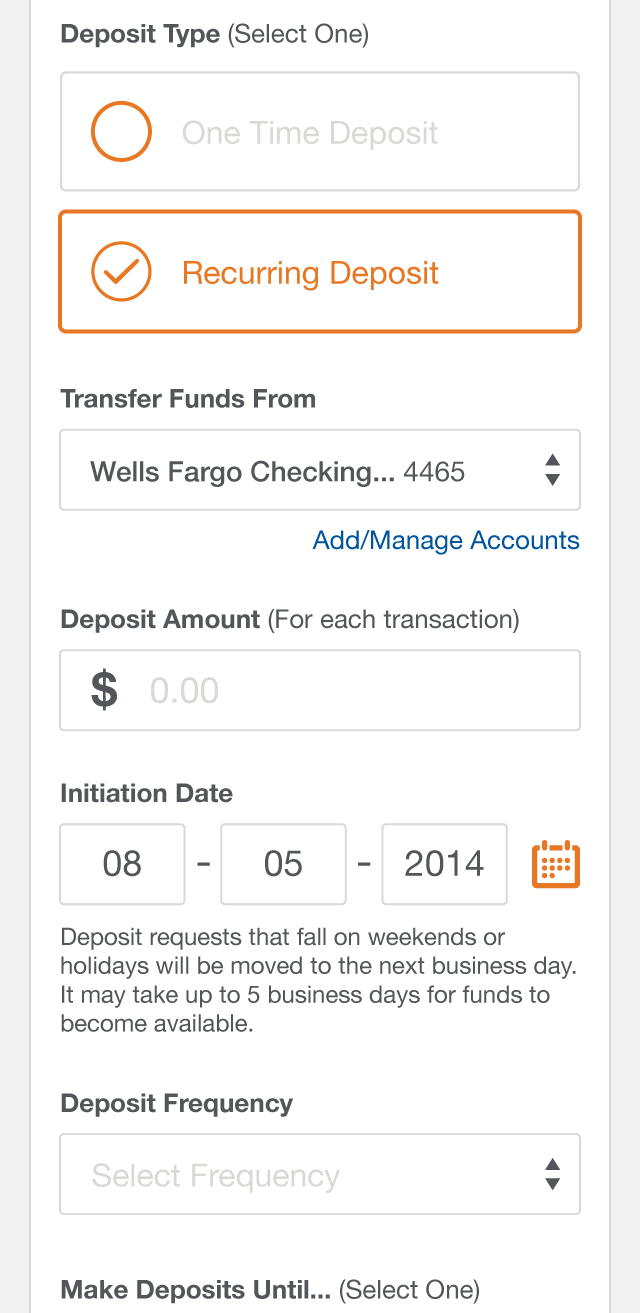 Deposit Type (Select One)
One Time Deposit
Recurring Deposit
Transfer Funds From
Wells Fargo Checking... 4465
Add/Manage Accounts
Deposit Amount (For each transaction)
$ 0.00
Initiation Date
08 - 05 - 2014
Deposit requests that fall on weekends or
holidays will be moved to the next business day.
It may take up to 5 business days for funds to
become available.
Deposit Frequency
Select Frequency
Make Deposits Until... (Select One)